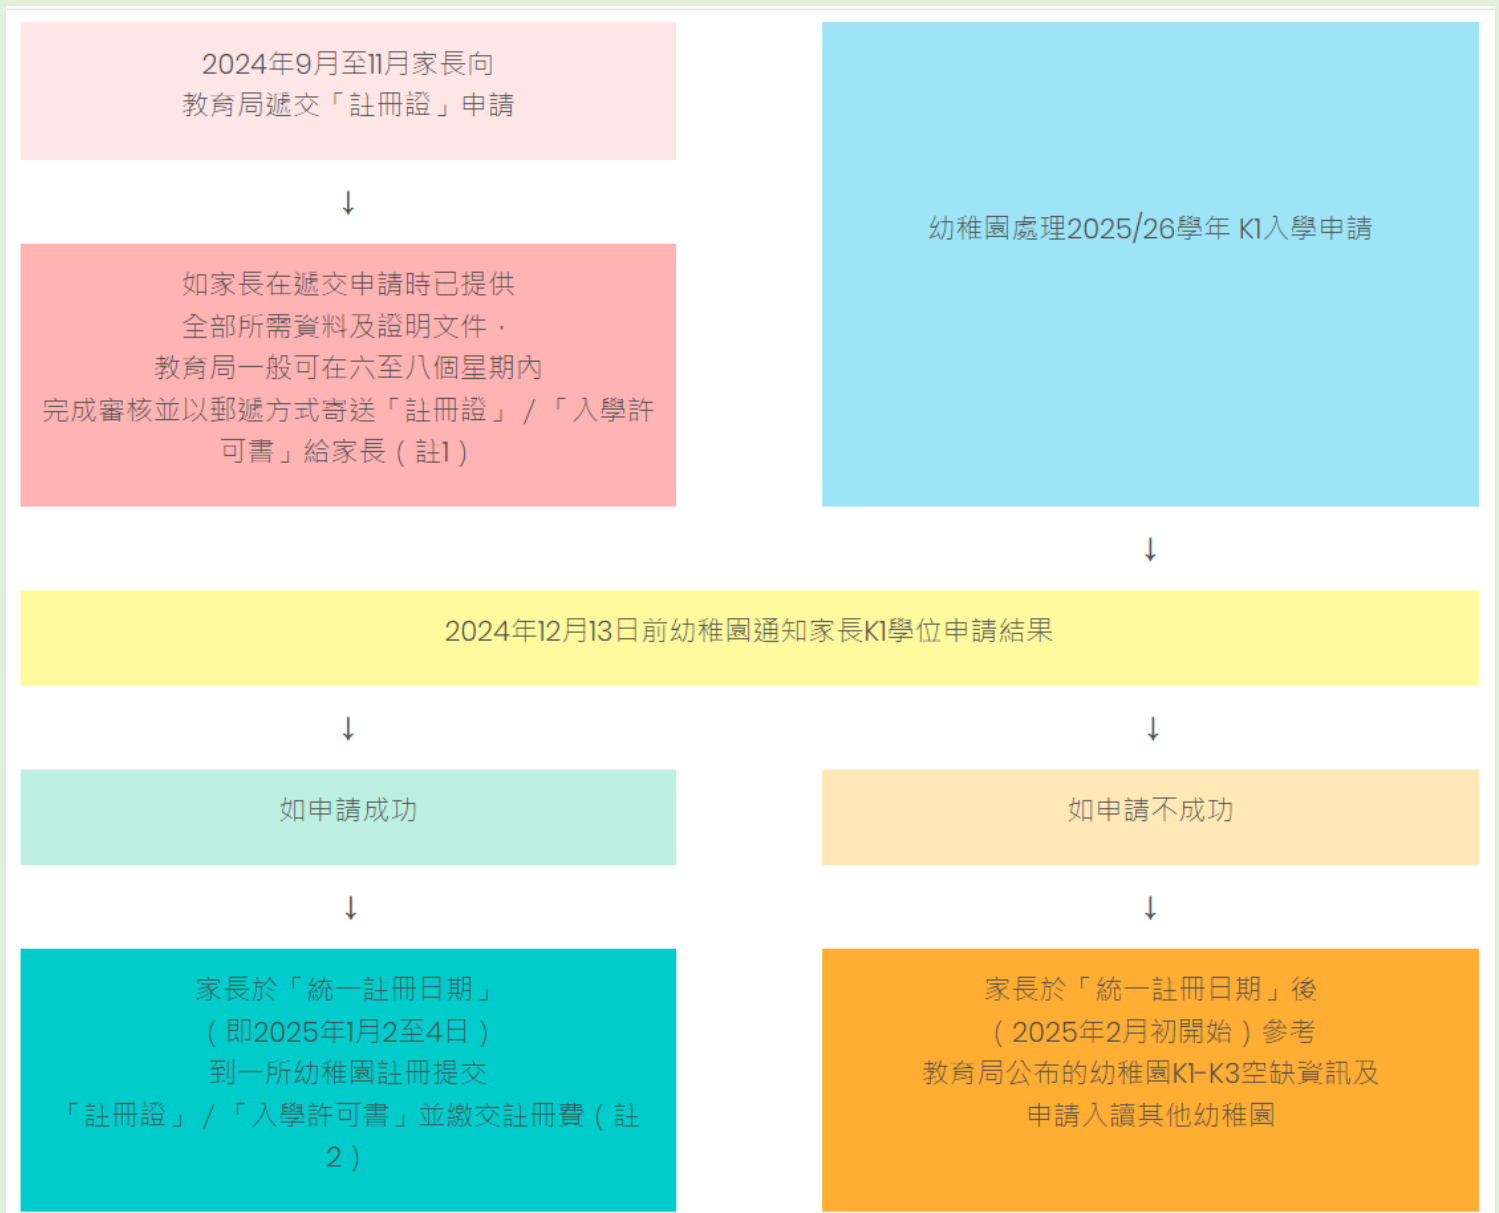 2024年9月至11月家長向
教育局遞交「註冊證」申請
↓
如家長在遞交申請時已提供
全部所需資料及證明文件，
教育局一般可在六至八個星期內
完成審核並以郵遞方式寄送「註冊證」/「入學許
可書」給家長(註1)
幼稚園處理2025/26學年 K1入學申請
↓
2024年12月13日前幼稚園通知家長K1學位申請結果
↓
↓
如申請成功
如申請不成功
↓
↓
家長於「統一註冊日期」
(即2025年1月2至4日)
到一所幼稚園註冊提交
「註冊證」/「入學許可書」並繳交註冊費(註
2)
家長於「統一註冊日期」後
(2025年2月初開始)參考
教育局公布的幼稚園K1-K3空缺資訊及
申請入讀其他幼稚園